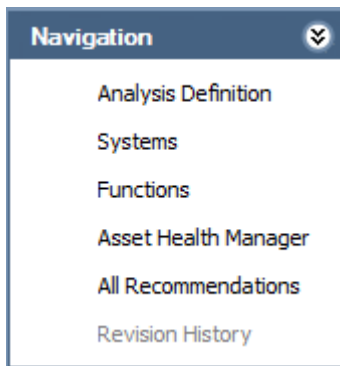 Navigation
Analysis Definition
Systems
Functions
Asset Health Manager
All Recommendations
Revision History